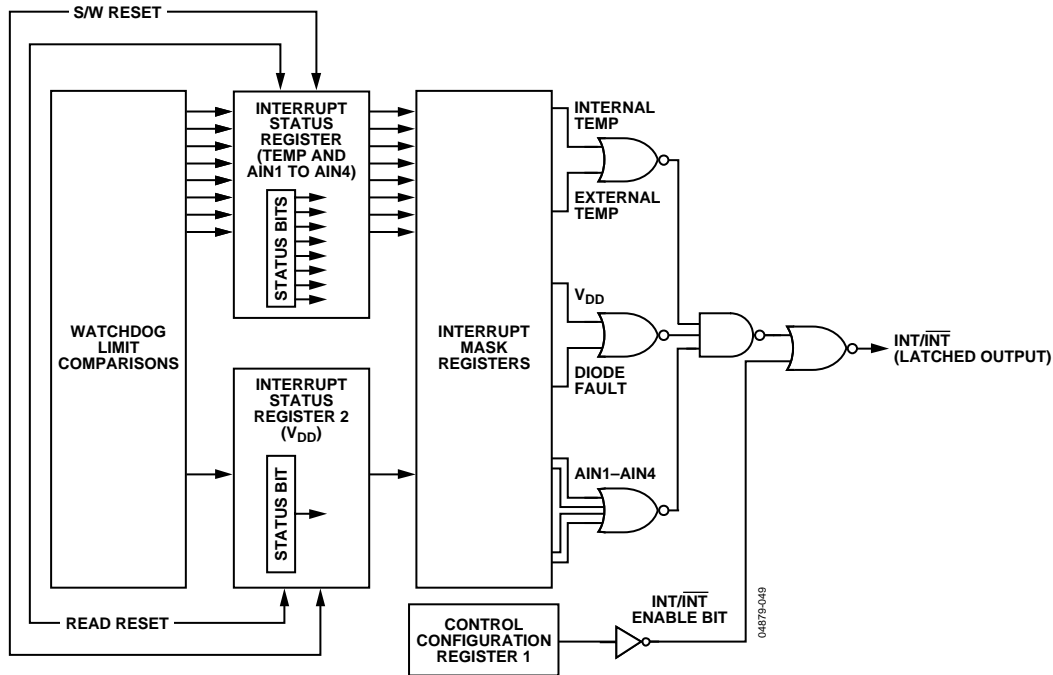 S/W RESET
WATCHDOG
LIMIT
COMPARISONS
INTERRUPT
STATUS
REGISTER
(TEMP AND
AIN1 TO AIN4)
STATUS BITS
INTERRUPT
STATUS
REGISTER 2
(VDD)
STATUS BIT
READ RESET
INTERRUPT
MASK
REGISTERS
INTERNAL
TEMP
EXTERNAL
TEMP
VDD
DIODE
FAULT
AIN1–AIN4
CONTROL
CONFIGURATION
REGISTER 1
INT/INT
ENABLE BIT
INT/INT
(LATCHED OUTPUT)
04879-049